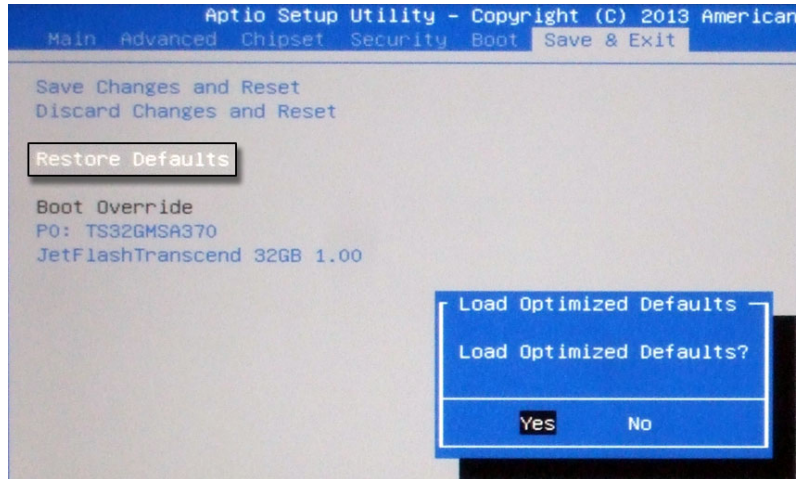 Aptio Setup Utility – Copyright (C) 2013 American
Main Advanced Chipset Security Boot Save & Exit
Save Changes and Reset
Discard Changes and Reset
Restore Defaults
Boot Override
P0: TS32GMSA370
JetFlashTranscend 32GB 1.00
Load Optimized Defaults
Load Optimized Defaults?
Yes No